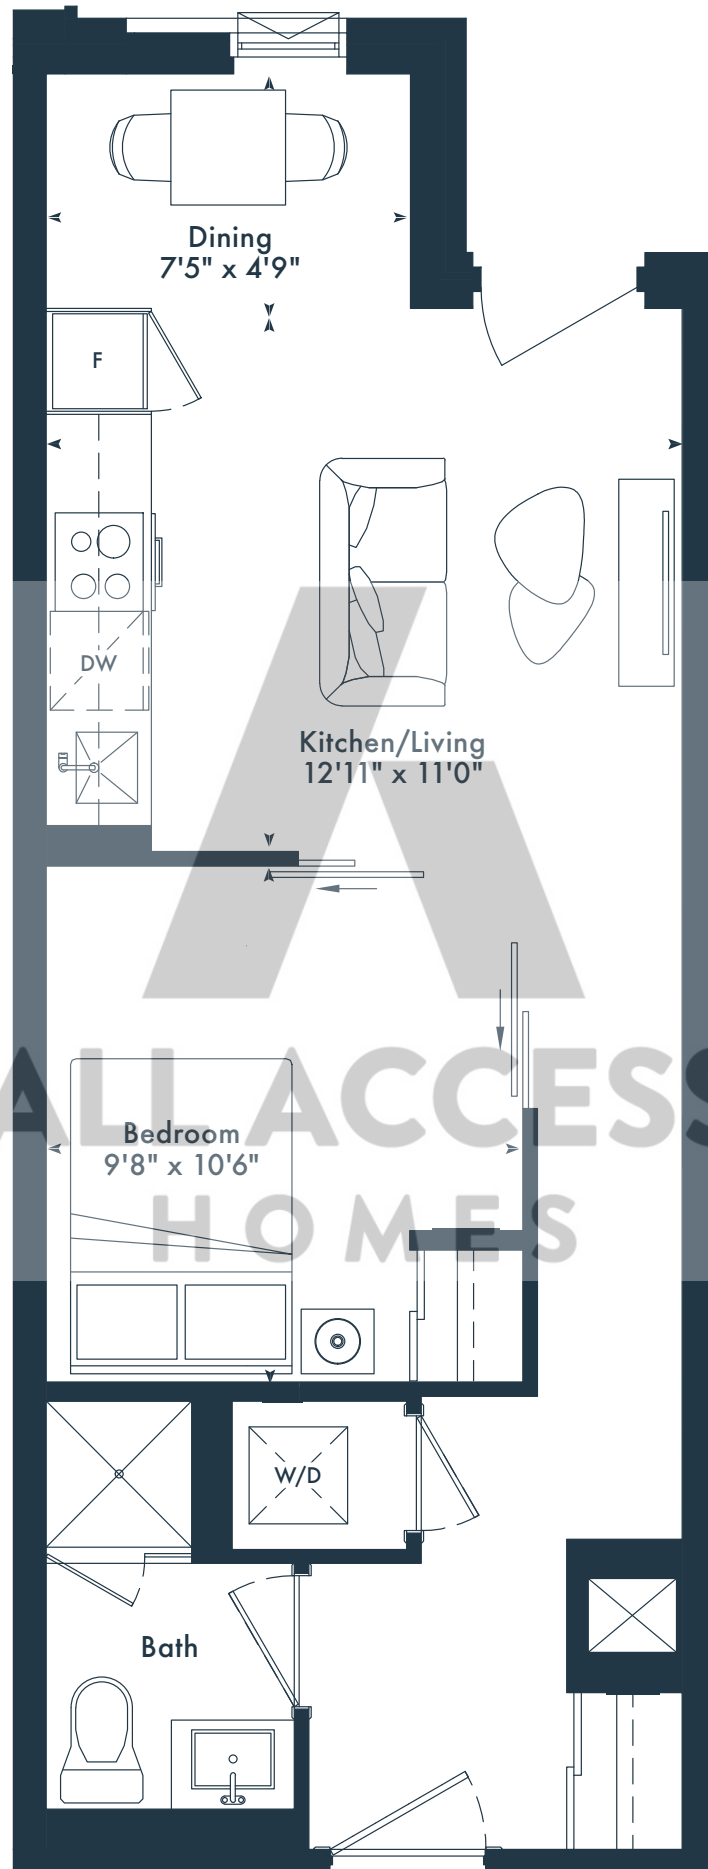 Dining
7'5" x 4'9"
F
DW
Kitchen/Living
12'11" x 11'0"
ALL ACCESS
Bedroom
9'8" x 10'6"
HOMES
W/D
Bath